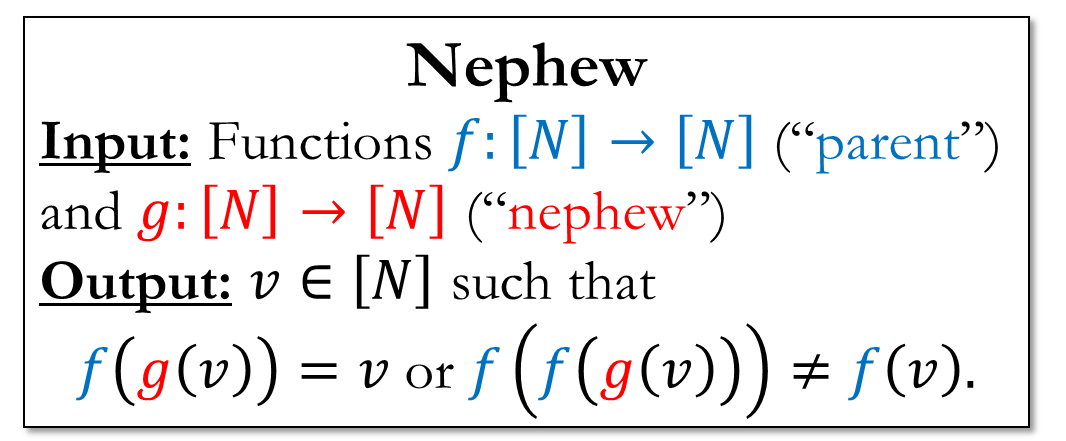 Nephew
Input: Functions f: [N] → [N] (“parent”)
and g: [N] → [N] (“nephew”)
Output: v ∈ [N] such that
f(g(v)) = v or f(f(g(v))) ≠ f(v).